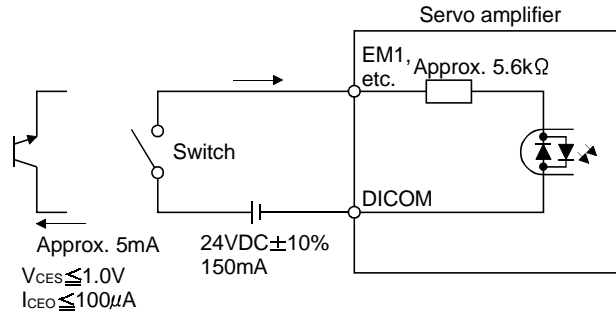 Servo amplifier
EM1,
etc.
Approx. 5.6kΩ
Switch
DICOM
Approx. 5mA
24VDC±10%
150mA
VCES≦1.0V
ICEO≦100μA